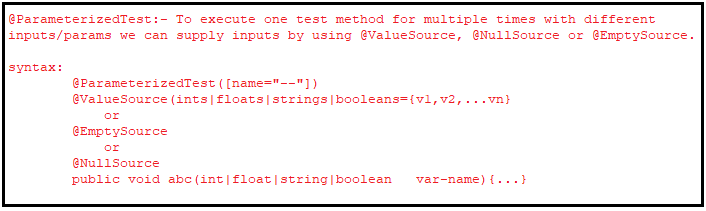 @ParameterizedTest:- To execute one test method for multiple times with different
inputs/params we can supply inputs by using @ValueSource, @NullSource or @EmptySource.
syntax:
@ParameterizedTest([name="--"])
@ValueSource(ints|floats|strings|booleans={v1,v2,...vn}
or
@EmptySource
or
@NullSource
public void abc(int|float|string|boolean   var-name){...}